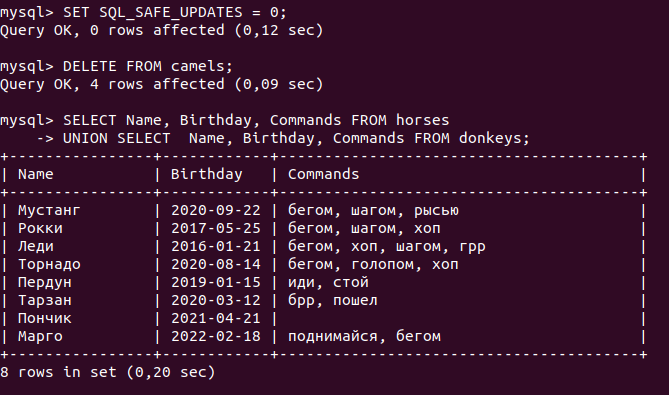 mysql> SET SQL_SAFE_UPDATES = 0;
Query OK, 0 rows affected (0,12 sec)
mysql> DELETE FROM camels;
Query OK, 4 rows affected (0,09 sec)
mysql> SELECT Name, Birthday, Commands FROM horses
    -> UNION SELECT  Name, Birthday, Commands FROM donkeys;
+----------------+------------+----------------------------------------+
| Name           | Birthday   | Commands                               |
+----------------+------------+----------------------------------------+
| Мустанг        | 2020-09-22 | бегом, шагом, рысью                    |
| Рокки          | 2017-05-25 | бегом, шагом, хоп                      |
| Леди           | 2016-01-21 | бегом, хоп, шагом, грр                 |
| Торнадо        | 2020-08-14 | бегом, голопом, хоп                    |
| Пердун         | 2019-01-15 | иди, стой                              |
| Тарзан         | 2020-03-12 | брр, пошел                             |
| Пончик         | 2021-04-21 |                                        |
| Марго          | 2022-02-18 | поднимайся, бегом                      |
+----------------+------------+----------------------------------------+
8 rows in set (0,20 sec)